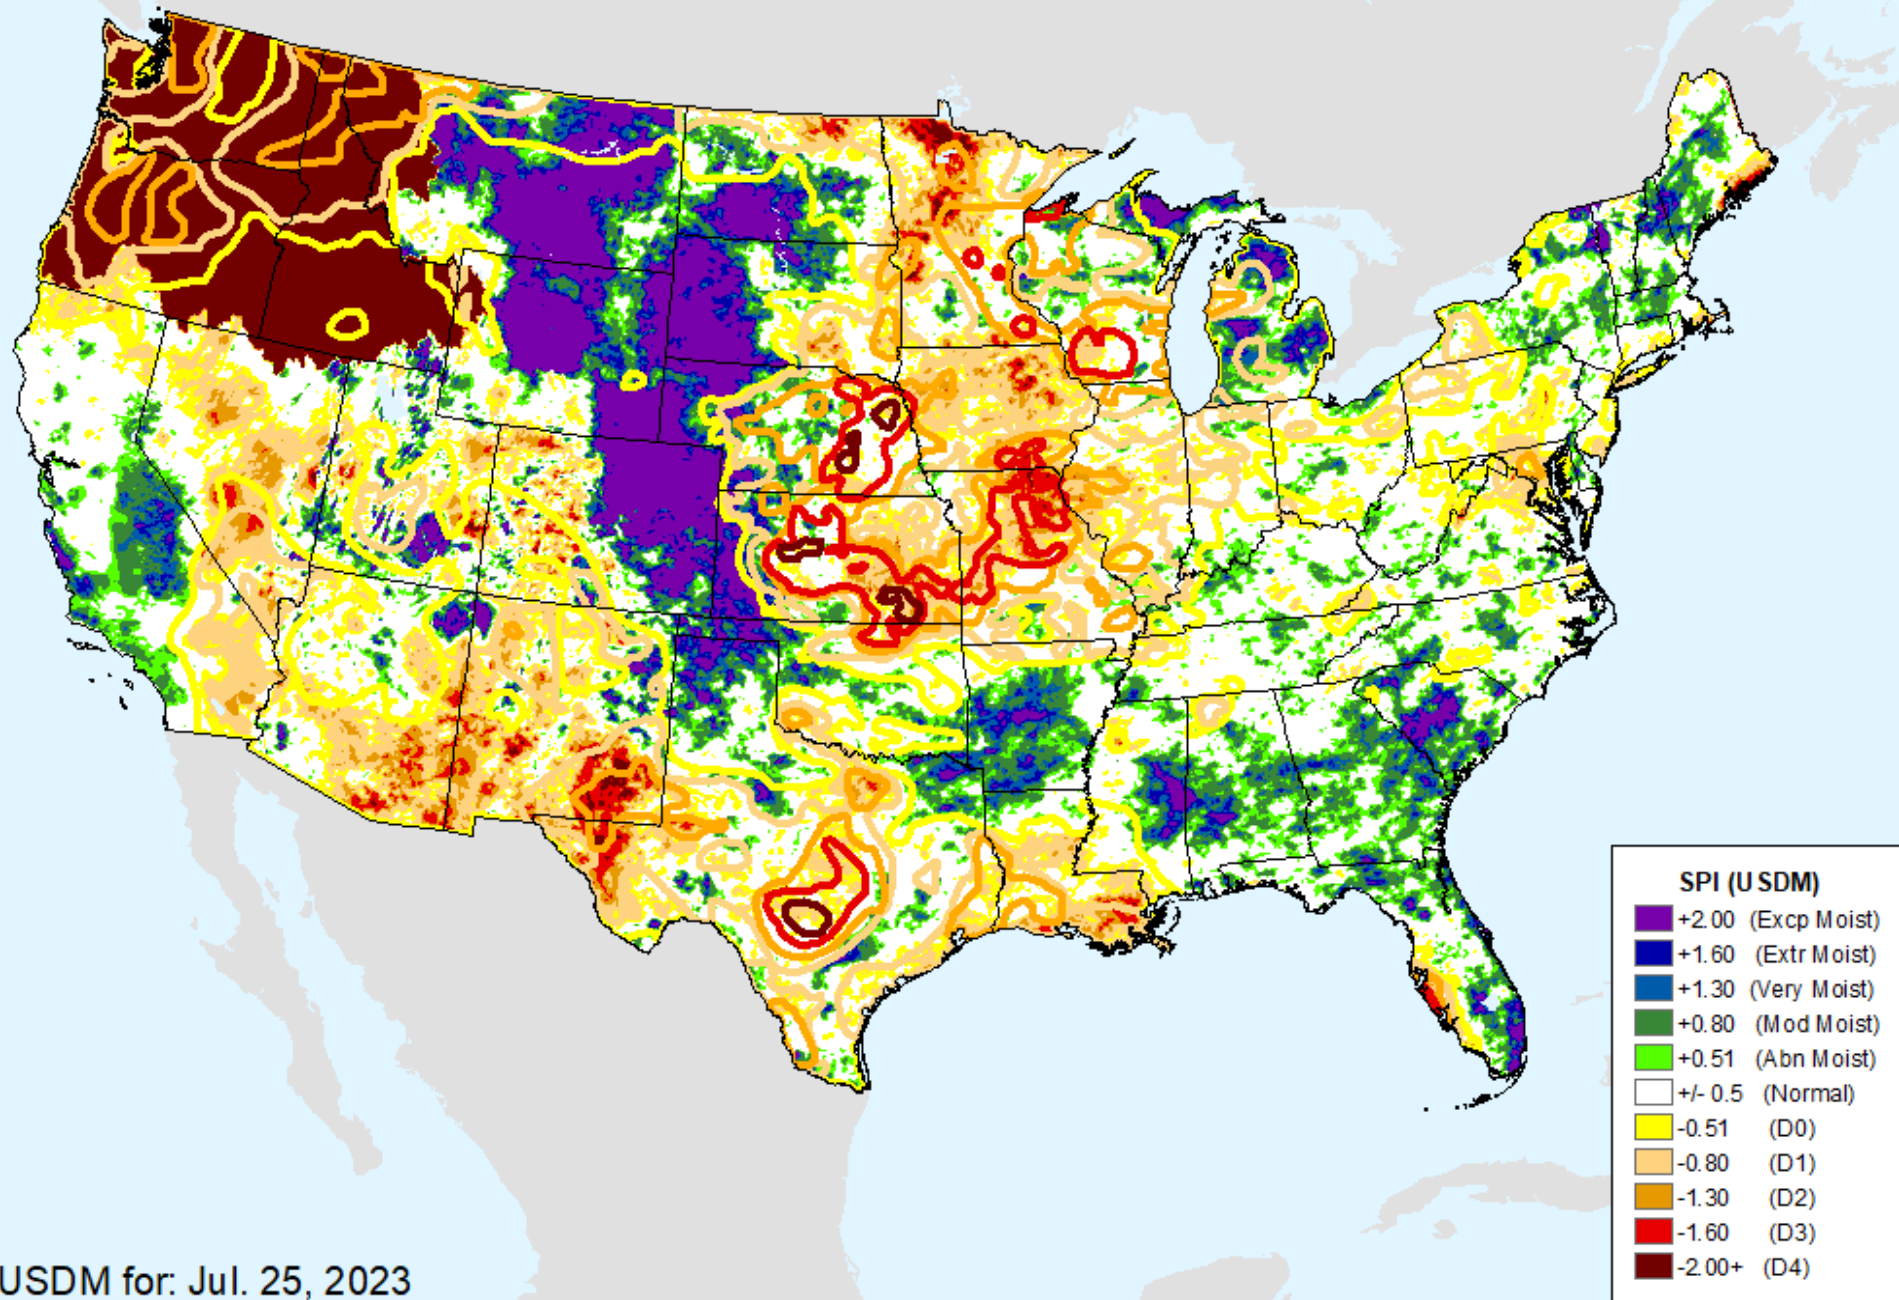 SPI (USDM)
+2.00 (Excp Moist)
+1.60 (Extr Moist)
+1.30 (Very Moist)
+0.80 (Mod Moist)
+0.51 (Abn Moist)
+/- 0.5 (Normal)
-0.51 (D0)
-0.80 (D1)
-1.30 (D2)
-1.60 (D3)
-2.00+ (D4)
USDM for: Jul. 25, 2023